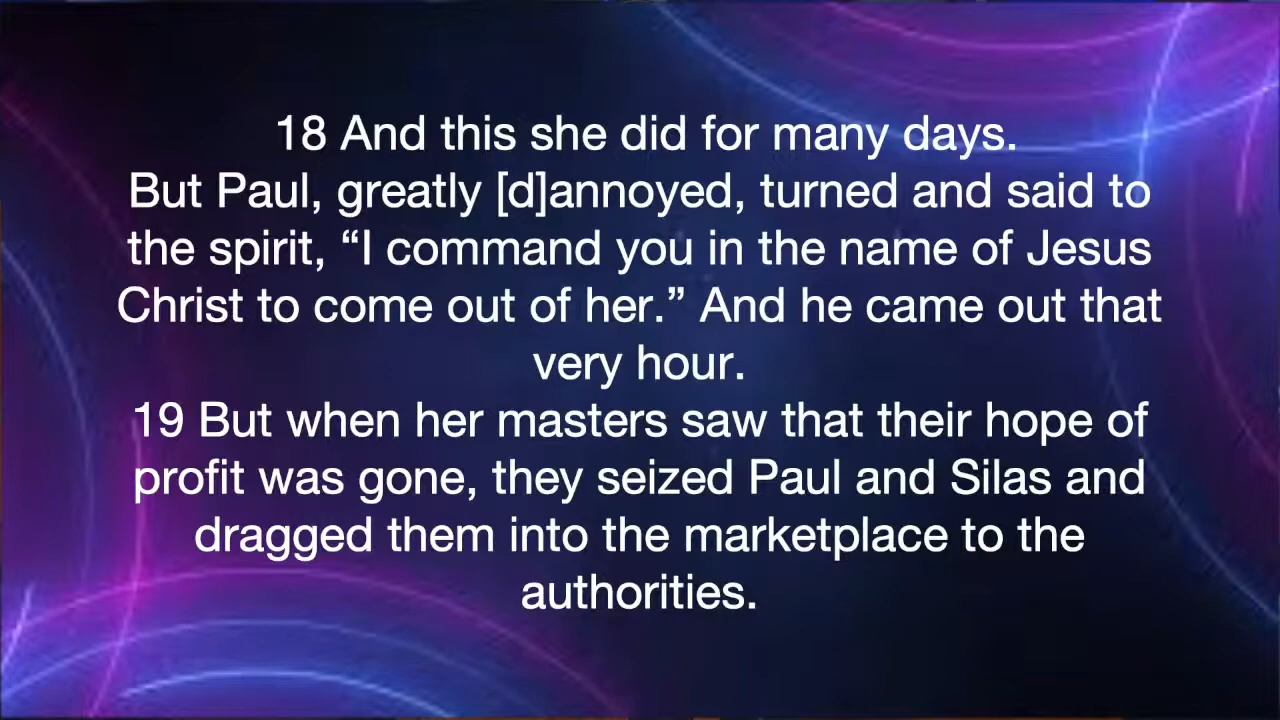 18 And this she did for many days.
But Paul, greatly [d]annoyed, turned and said to
the spirit, “I command you in the name of Jesus
Christ to come out of her.” And he came out that
very hour.
19 But when her masters saw that their hope of
profit was gone, they seized Paul and Silas and
dragged them into the marketplace to the
authorities.